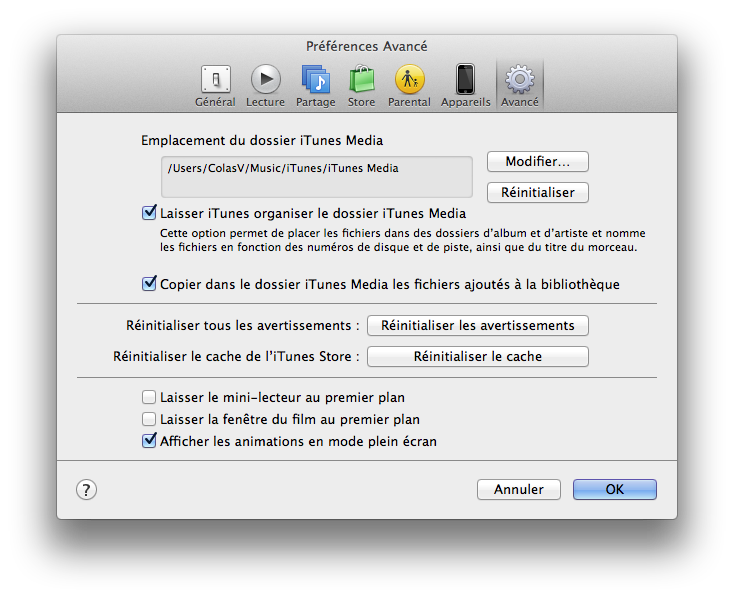 Préférences Avancé
Général Lecture Partage Store Parental Appareils Avancé
Emplacement du dossier iTunes Media
/Users/ColasV/Music/iTunes/iTunes Media
Modifier...
Réinitialiser
Laisser iTunes organiser le dossier iTunes Media
Cette option permet de placer les fichiers dans des dossiers d’album et d’artiste et nomme
les fichiers en fonction des numéros de disque et de piste, ainsi que du titre du morceau.
Copier dans le dossier iTunes Media les fichiers ajoutés à la bibliothèque
Réinitialiser tous les avertissements : Réinitialiser les avertissements
Réinitialiser le cache de l’iTunes Store : Réinitialiser le cache
Laisser le mini-lecteur au premier plan
Laisser la fenêtre du film au premier plan
Afficher les animations en mode plein écran
? Annuler OK